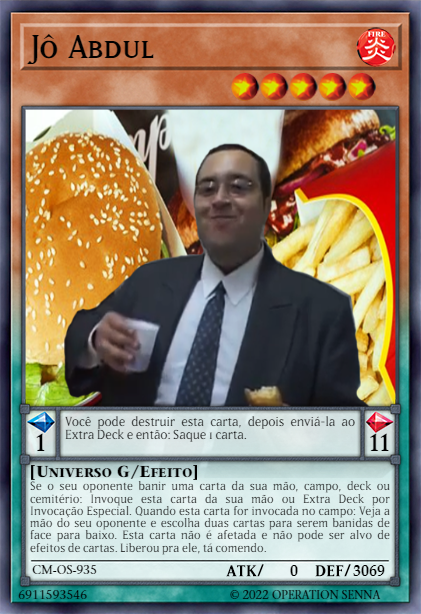 Jô Abdul
FIRE
炎
Você pode destruir esta carta, depois enviá-la ao
Extra Deck e então: Saque 1 carta.
1
11
[Universo G/Efeito]
Se o seu oponente banir uma carta da sua mão, campo, deck ou
cemitério: Invoque esta carta da sua mão ou Extra Deck por
Invocação Especial. Quando esta carta for invocada no campo: Veja a
mão do seu oponente e escolha duas cartas para serem banidas de
face para baixo. Esta carta não é afetada e não pode ser alvo de
efeitos de cartas. Liberou pra ele, tá comendo.
CM-OS-935
ATK/ 0 DEF/3069
6911593546
© 2022 OPERATION SENNA